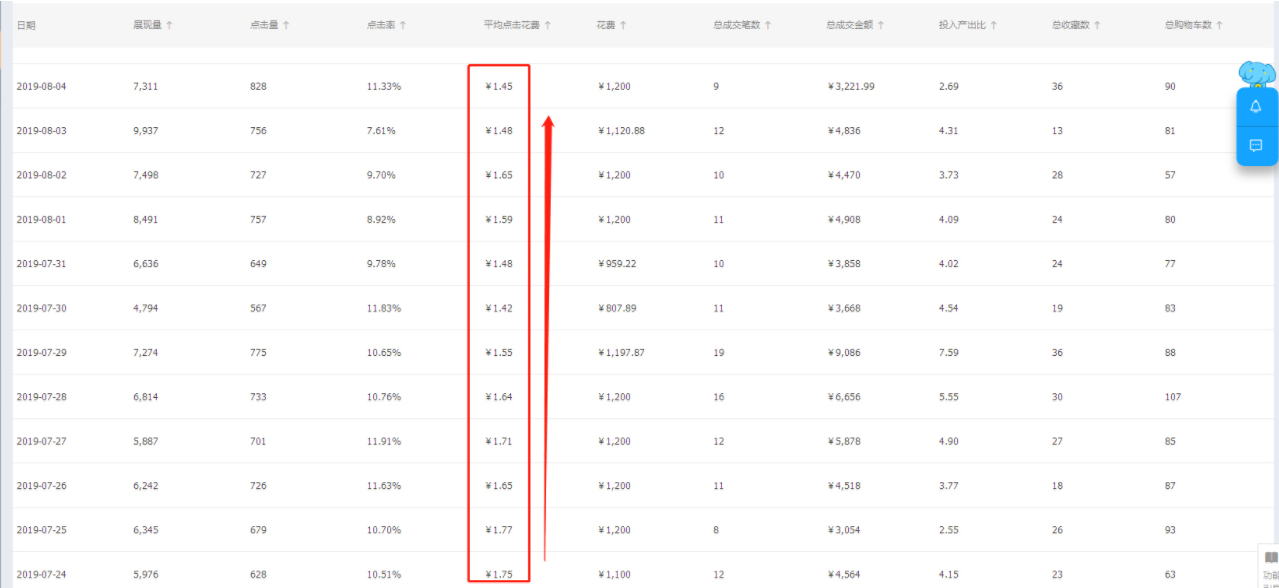 日期 展现量 ↑ 点击量 ↑ 点击率 ↑ 平均点击花费 ↑ 花费 ↑ 总成交笔数 ↑ 总成交金额 ↑ 投入产出比 ↑ 总收藏数 ↑ 总购物车数 ↑
2019-08-04 7,311 828 11.33% ¥1.45 ¥1,200 9 ¥3,221.99 2.69 36 90
2019-08-03 9,937 756 7.61% ¥1.48 ¥1,120.88 12 ¥4,836 4.31 13 81
2019-08-02 7,498 727 9.70% ¥1.65 ¥1,200 10 ¥4,470 3.73 28 57
2019-08-01 8,491 757 8.92% ¥1.59 ¥1,200 11 ¥4,908 4.09 24 80
2019-07-31 6,636 649 9.78% ¥1.48 ¥959.22 10 ¥3,858 4.02 24 77
2019-07-30 4,794 567 11.83% ¥1.42 ¥807.89 11 ¥3,668 4.54 19 83
2019-07-29 7,274 775 10.65% ¥1.55 ¥1,197.87 19 ¥9,086 7.59 36 88
2019-07-28 6,814 733 10.76% ¥1.64 ¥1,200 16 ¥6,656 5.55 30 107
2019-07-27 5,887 701 11.91% ¥1.71 ¥1,200 12 ¥5,878 4.90 27 85
2019-07-26 6,242 726 11.63% ¥1.65 ¥1,200 11 ¥4,518 3.77 18 87
2019-07-25 6,345 679 10.70% ¥1.77 ¥1,200 8 ¥3,054 2.55 26 93
2019-07-24 5,976 628 10.51% ¥1.75 ¥1,100 12 ¥4,564 4.15 23 63
功能